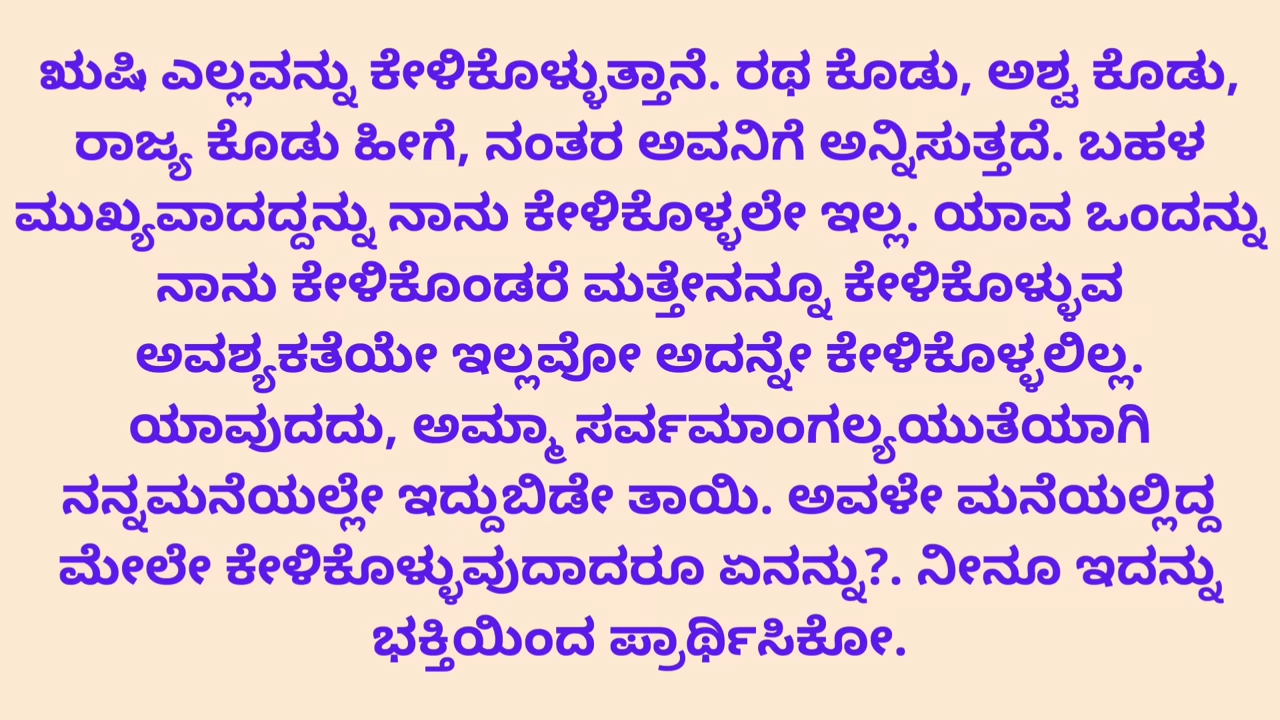 ಋಷಿ ಎಲ್ಲವನ್ನು ಕೇಳಿಕೊಳ್ಳುತ್ತಾನೆ. ರಥ ಕೊಡು, ಅಶ್ವ ಕೊಡು,
ರಾಜ್ಯ ಕೊಡು ಹೀಗೆ, ನಂತರ ಅವನಿಗೆ ಅನ್ನಿಸುತ್ತದೆ. ಬಹಳ
ಮುಖ್ಯವಾದದ್ದನ್ನು ನಾನು ಕೇಳಿಕೊಳ್ಳಲೇ ಇಲ್ಲ. ಯಾವ ಒಂದನ್ನು
ನಾನು ಕೇಳಿಕೊಂಡರೆ ಮತ್ತೇನನ್ನೂ ಕೇಳಿಕೊಳ್ಳುವ
ಅವಶ್ಯಕತೆಯೇ ಇಲ್ಲವೋ ಅದನ್ನೇ ಕೇಳಿಕೊಳ್ಳಲಿಲ್ಲ.
ಯಾವುದದು, ಅಮ್ಮಾ ಸರ್ವಮಾಂಗಲ್ಯಯುತೆಯಾಗಿ
ನನ್ನಮನೆಯಲ್ಲೇ ಇದ್ದುಬಿಡೇ ತಾಯಿ. ಅವಳೇ ಮನೆಯಲ್ಲಿದ್ದ
ಮೇಲೇ ಕೇಳಿಕೊಳ್ಳುವುದಾದರೂ ಏನನ್ನು?. ನೀನೂ ಇದನ್ನು
ಭಕ್ತಿಯಿಂದ ಪ್ರಾರ್ಥಿಸಿಕೋ.